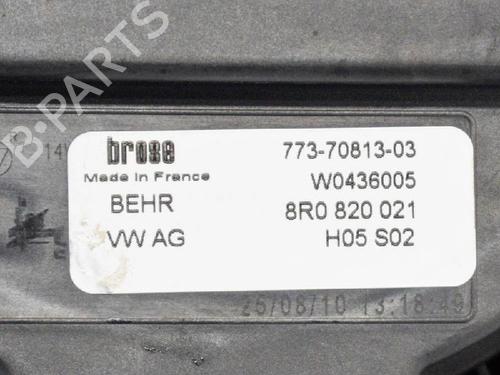 B-PARTS
14V
brose 773-70813-03
Made in France W0436005
BEHR 8R0 820 021
VW AG H05 S02
25/08/10 13:18:49